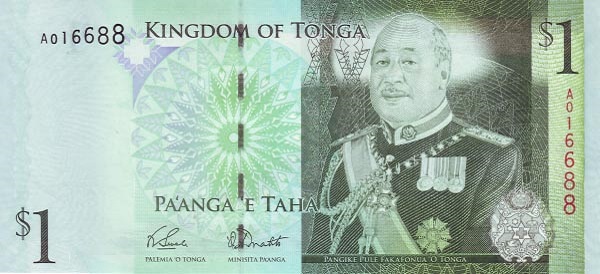 A016688
KINGDOM OF TONGA
$1
A016688
PA'ANGA 'E TAHA
$1
PALEMIA 'O TONGA
MINISITA PA'ANGA
PANGIKE PULE FAKAFONUA 'O TONGA